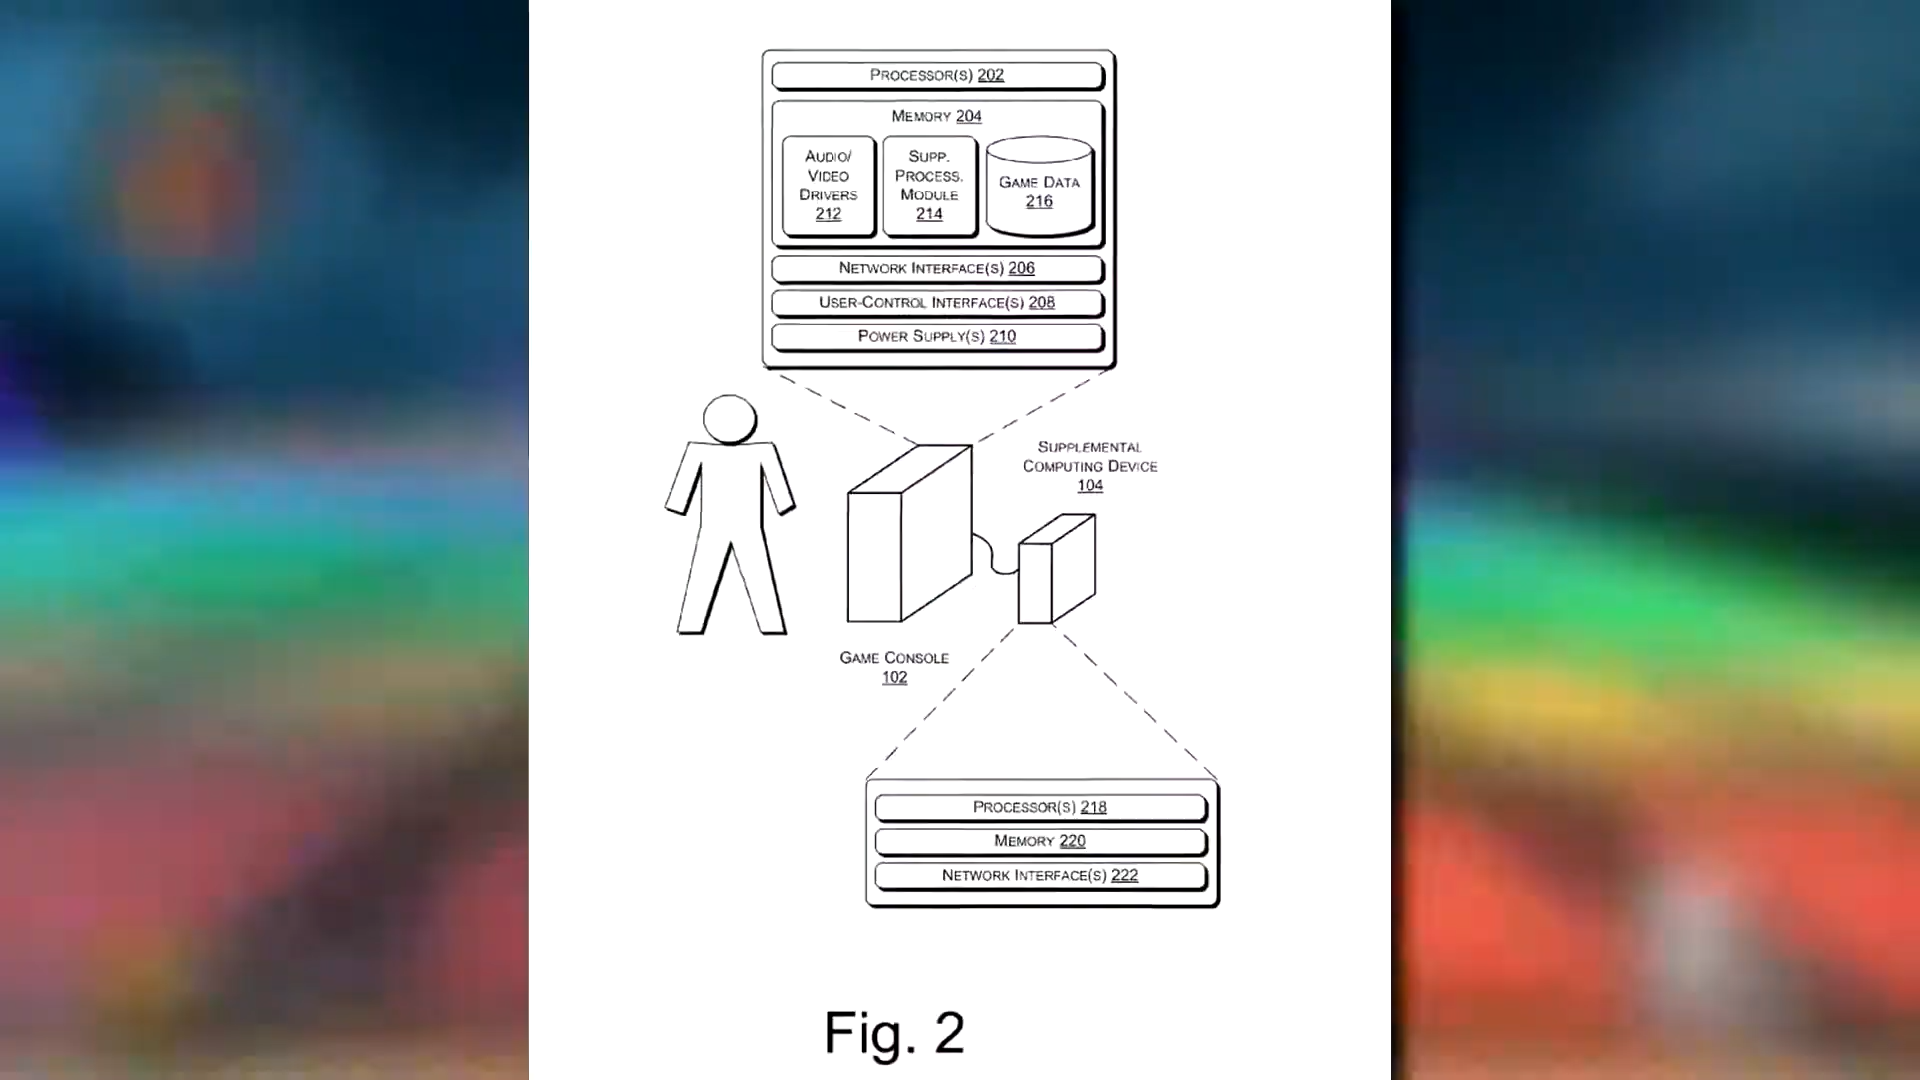 PROCESSOR(S) 202
MEMORY 204
AUDIO/
VIDEO
DRIVERS
212
SUPP.
PROCESS.
MODULE
214
GAME DATA
216
NETWORK INTERFACE(S) 206
USER-CONTROL INTERFACE(S) 208
POWER SUPPLY(S) 210
SUPPLEMENTAL
COMPUTING DEVICE
104
GAME CONSOLE
102
PROCESSOR(S) 218
MEMORY 220
NETWORK INTERFACE(S) 222
Fig. 2